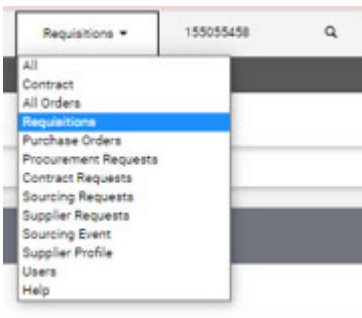 Requisitions 155055458
All
Contract
All Orders
Requisitions
Purchase Orders
Procurement Requests
Contract Requests
Sourcing Requests
Supplier Requests
Sourcing Event
Supplier Profile
Users
Help